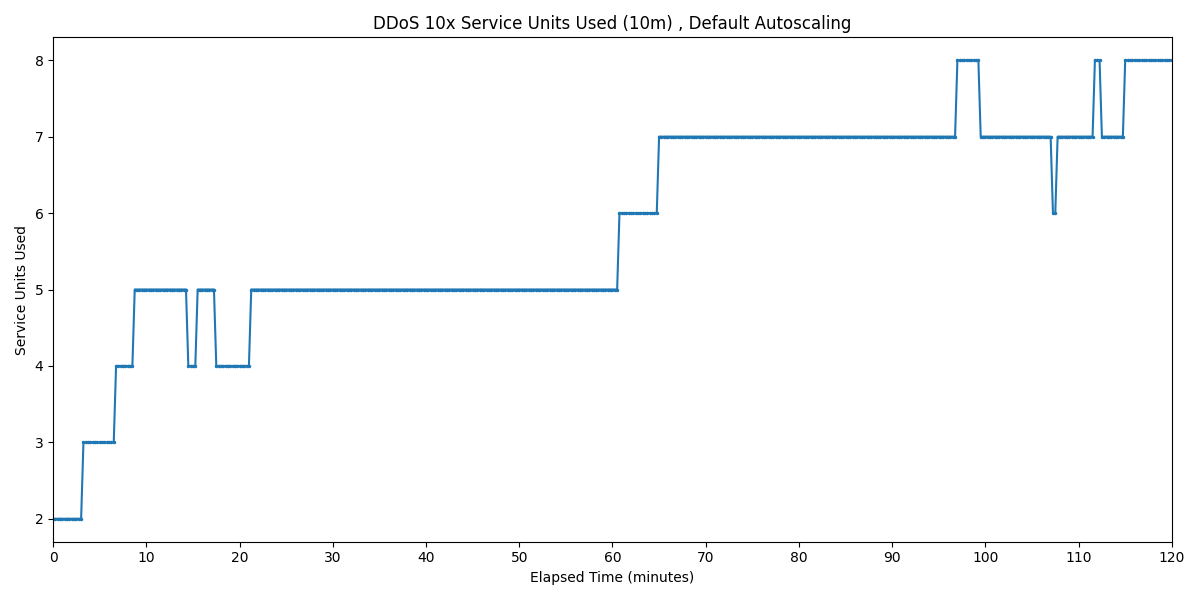 DDoS 10x Service Units Used (10m) , Default Autoscaling
Service Units Used
8
7
6
5
4
3
2
0 10 20 30 40 50 60 70 80 90 100 110 120
Elapsed Time (minutes)